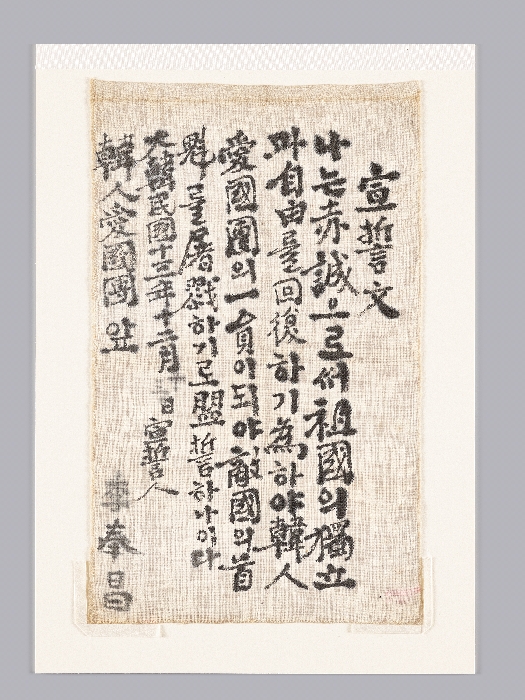 宣誓文
나는赤誠으로써祖國의獨立
과自由를回復하기爲하야韓人
愛國團의一員이되야敵國의首
魁를屠戮하기로盟誓하나이다
大韓民國十三年十二月 日 宣誓人
李奉昌
韓人愛國團앞